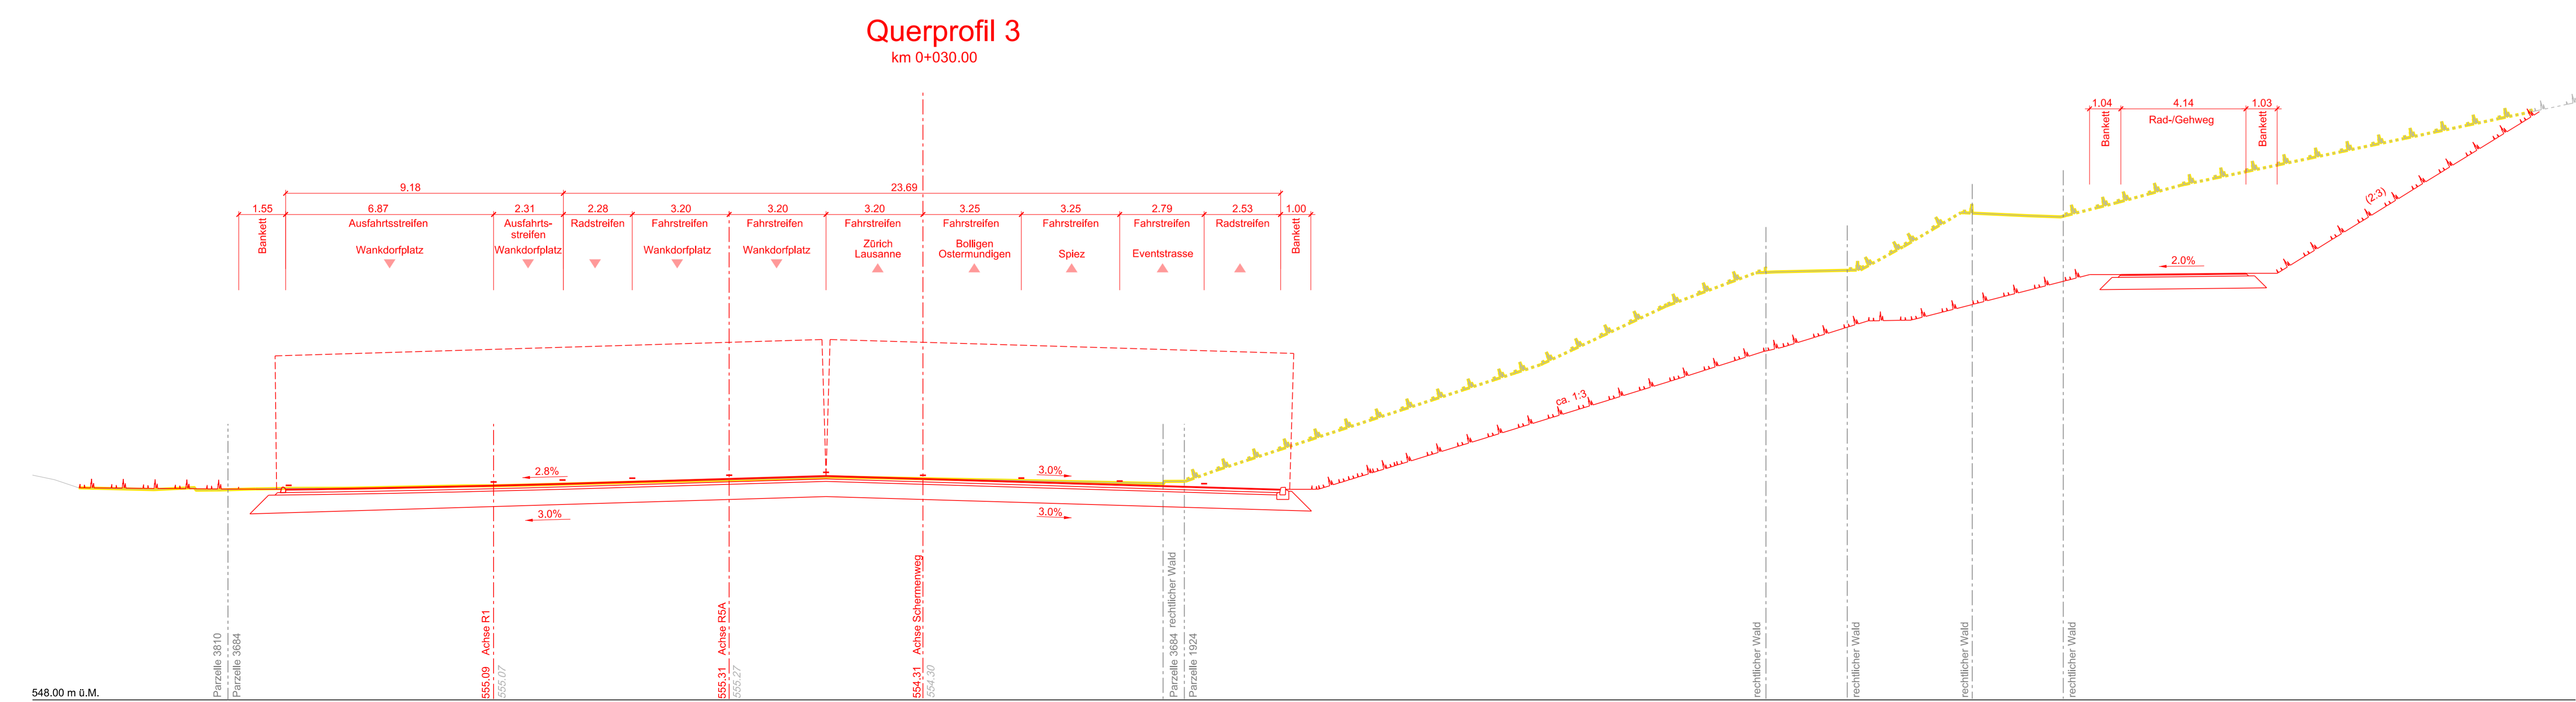 Querprofil 3
km 0+030.00
1.04 4.14 1.03
Bankett
Rad-/Gehweg
Bankett
9.18 23.69
1.55 6.87 2.31 2.28 3.20 3.20 3.20 3.25 3.25 2.79 2.53 1.00
Bankett
Ausfahrtsstreifen
Wankdorfplatz
Ausfahrts-
streifen
Wankdorfplatz
Radstreifen
Fahrstreifen
Wankdorfplatz
Fahrstreifen
Wankdorfplatz
Fahrstreifen
Zürich
Lausanne
Fahrstreifen
Bolligen
Ostermundigen
Fahrstreifen
Spiez
Fahrstreifen
Eventstrasse
Radstreifen
Bankett
(2:3)
2.0%
ca. 1:3
2.8%
3.0%
3.0%
3.0%
Parzelle 3810
Parzelle 3684
555.09 Achse R1
555.07
555.31 Achse R5A
555.27
554.31 Achse Schermenweg
554.30
Parzelle 3684 rechtlicher Wald
Parzelle 1924
rechtlicher Wald
rechtlicher Wald
rechtlicher Wald
rechtlicher Wald
548.00 m ü.M.